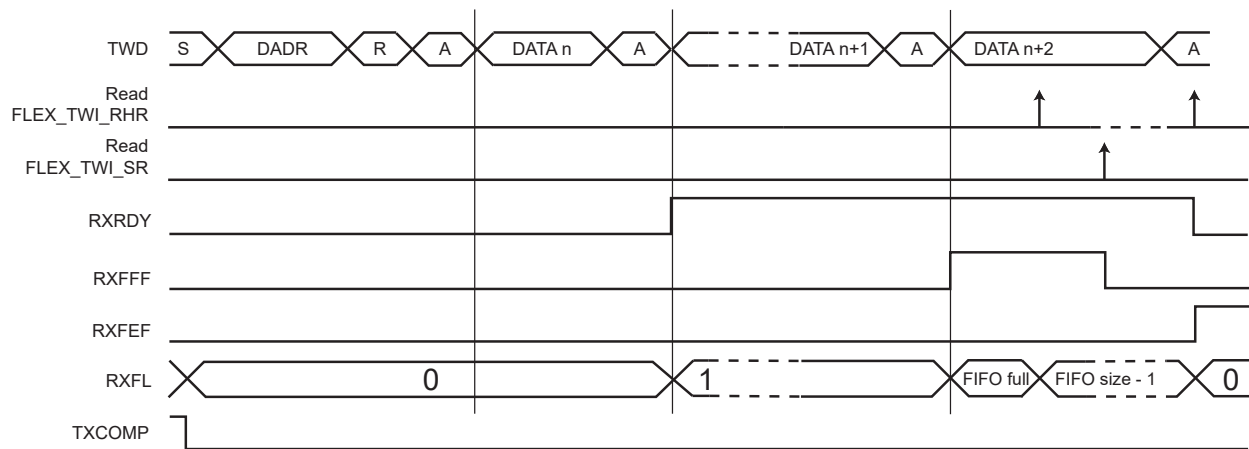 TWD S DADR R A DATA n A DATA n+1 A DATA n+2 A
Read
FLEX_TWI_RHR
Read
FLEX_TWI_SR
RXRDY
RXFFF
RXFEF
RXFL 0 1 FIFO full FIFO size - 1 0
TXCOMP